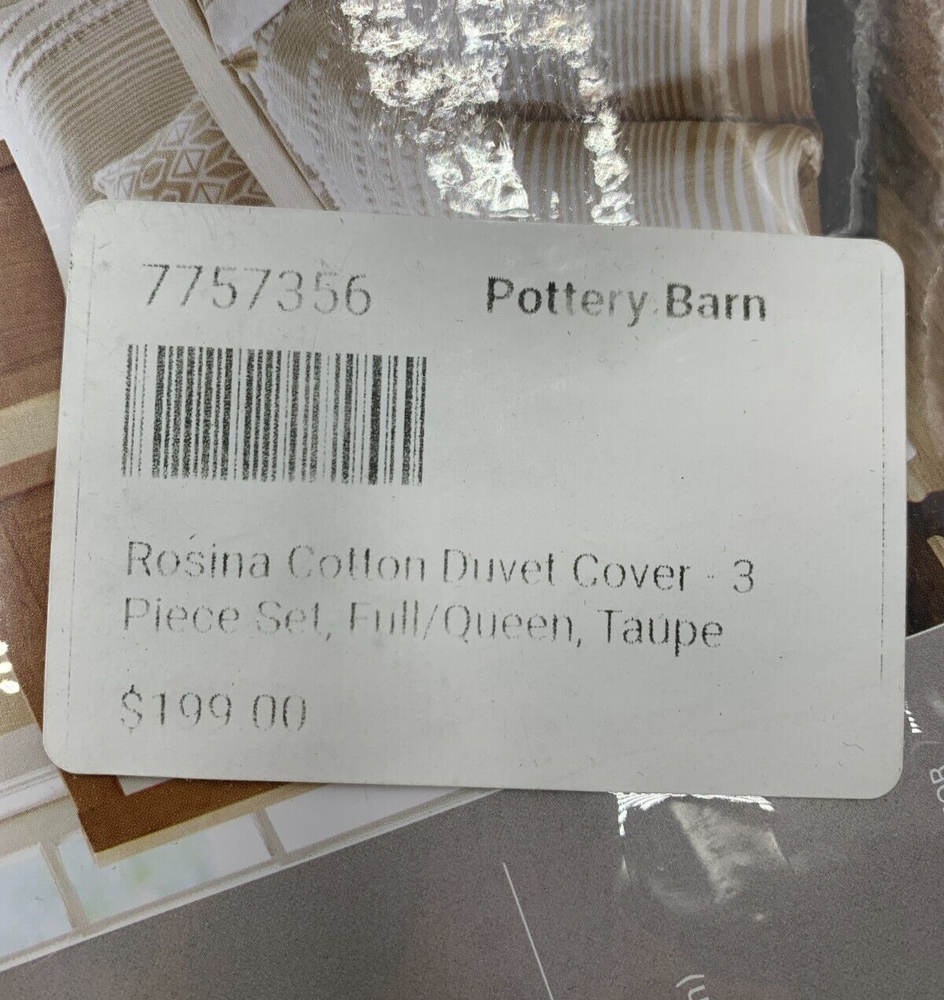 7757356 Pottery Barn
Rosina Cotton Duvet Cover - 3
Piece Set, Full/Queen, Taupe
$199.00